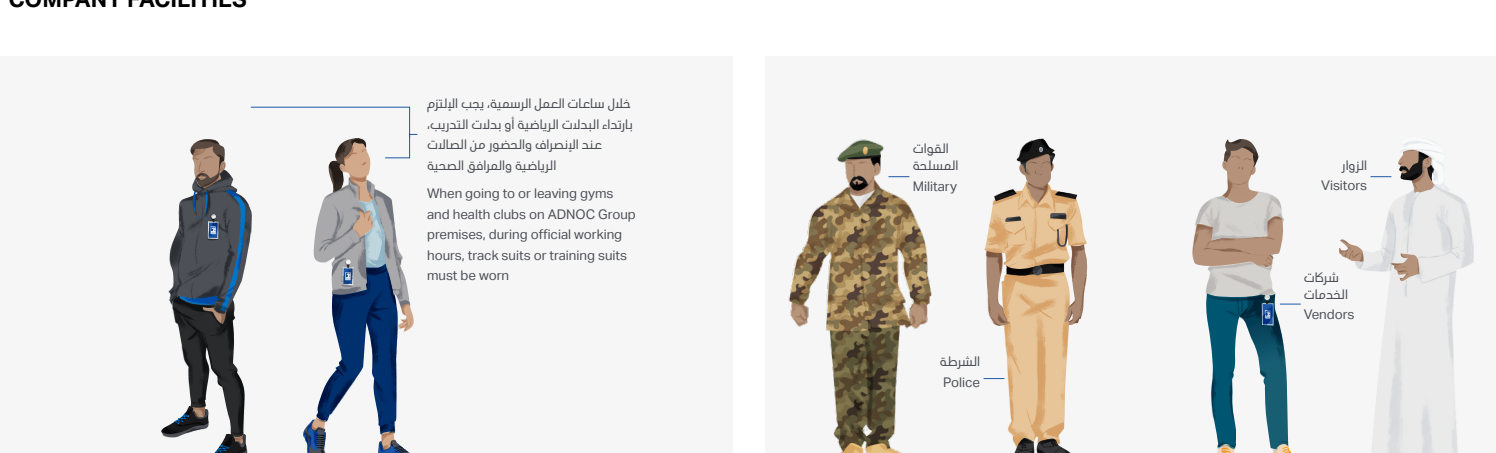 COMPANY FACILITIES
خلال ساعات العمل الرسمية، يجب الإلتزم
بارتداء البدلات الرياضية أو بدلات التدريب،
عند الإنصراف والحضور من الصالات
الرياضية والمرافق الصحية
When going to or leaving gyms
and health clubs on ADNOC Group
premises, during official working
hours, track suits or training suits
must be worn
القوات
المسلحة
Military
الشرطة
Police
شركات
الخدمات
Vendors
الزوار
Visitors